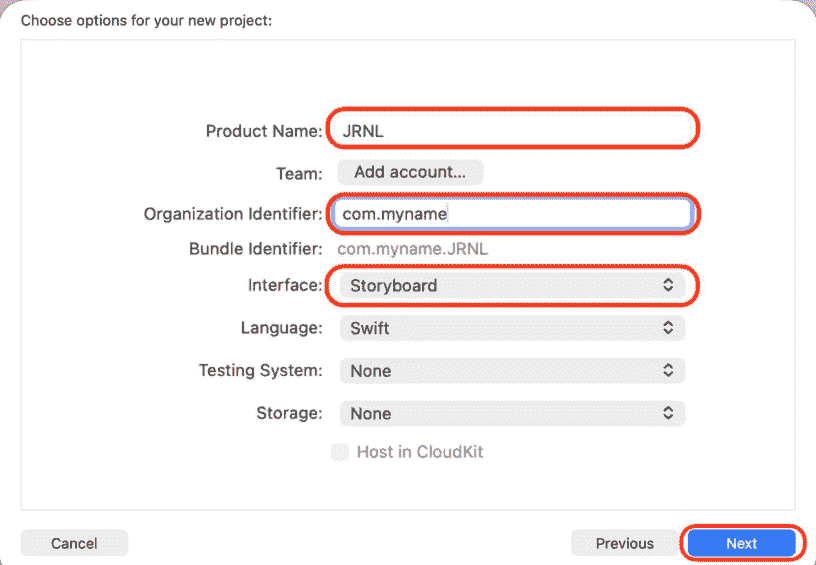 Choose options for your new project:
Product Name: JRNL
Team: Add account...
Organization Identifier: com.myname
Bundle Identifier: com.myname.JRNL
Interface: Storyboard
Language: Swift
Testing System: None
Storage: None
Host in CloudKit
Cancel Previous Next